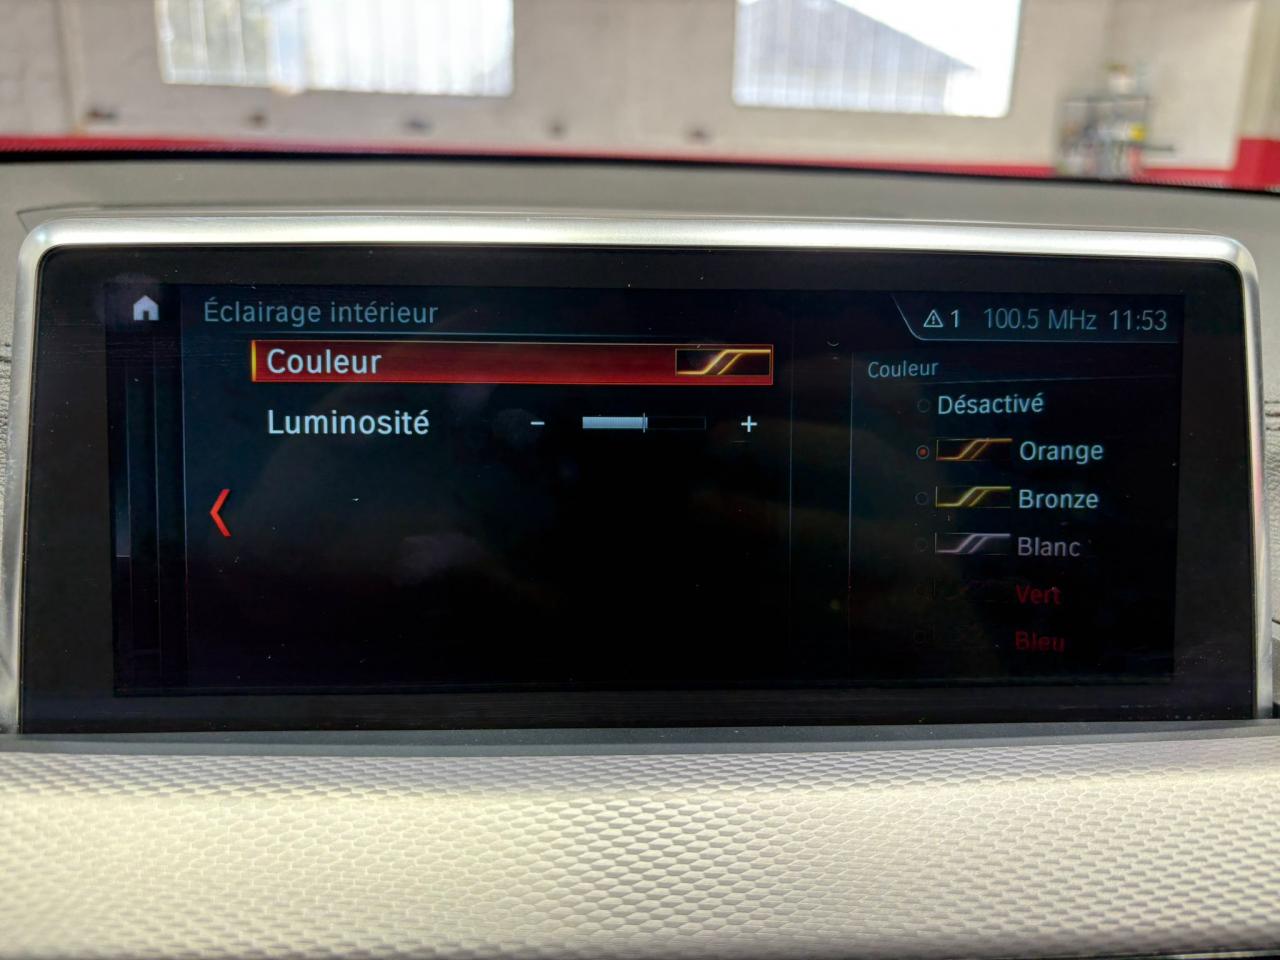 Éclairage intérieur
1 100.5 MHz 11:53
Couleur
Luminosité - +
Couleur
Désactivé
Orange
Bronze
Blanc
Vert
Bleu